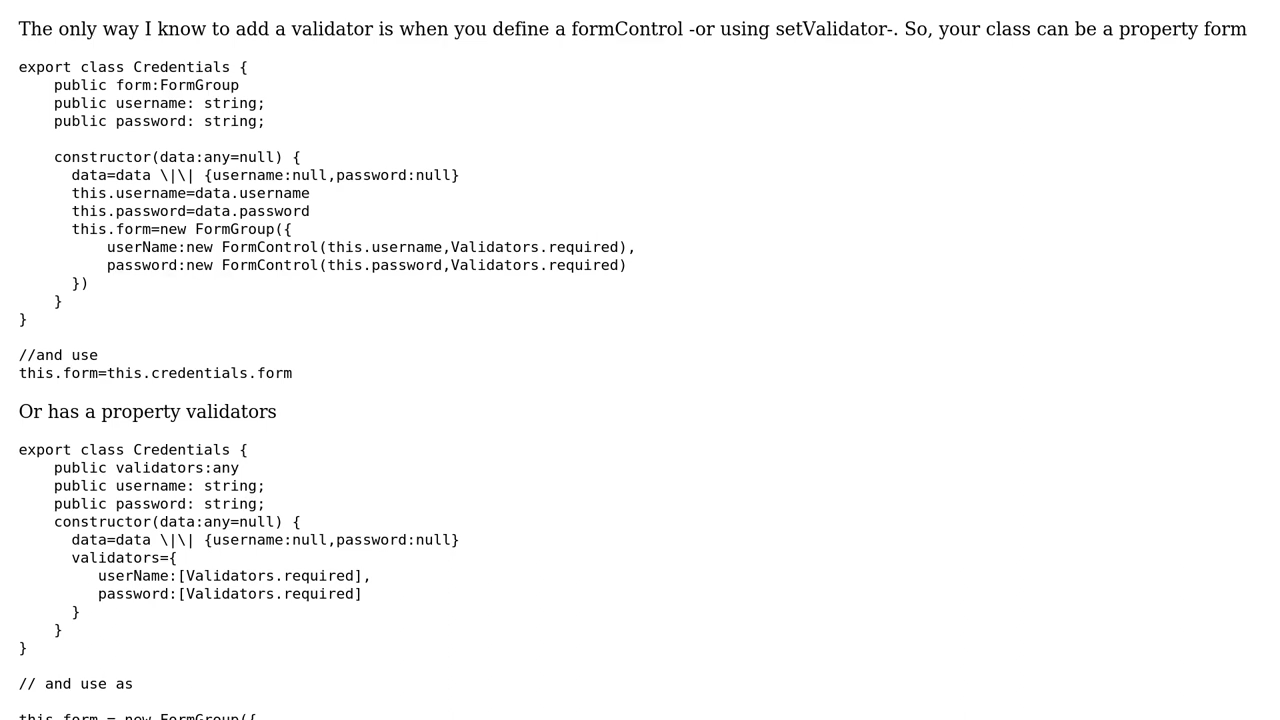 The only way I know to add a validator is when you define a formControl -or using setValidator-. So, your class can be a property form
export class Credentials {
    public form:FormGroup
    public username: string;
    public password: string;

    constructor(data:any=null) {
      data=data \|\| {username:null,password:null}
      this.username=data.username
      this.password=data.password
      this.form=new FormGroup({
          userName:new FormControl(this.username,Validators.required),
          password:new FormControl(this.password,Validators.required)
      })
    }
}

//and use
this.form=this.credentials.form
Or has a property validators
export class Credentials {
    public validators:any
    public username: string;
    public password: string;
    constructor(data:any=null) {
      data=data \|\| {username:null,password:null}
      validators={
         userName:[Validators.required],
         password:[Validators.required]
      }
    }
}

// and use as

this.form = new FormGroup({